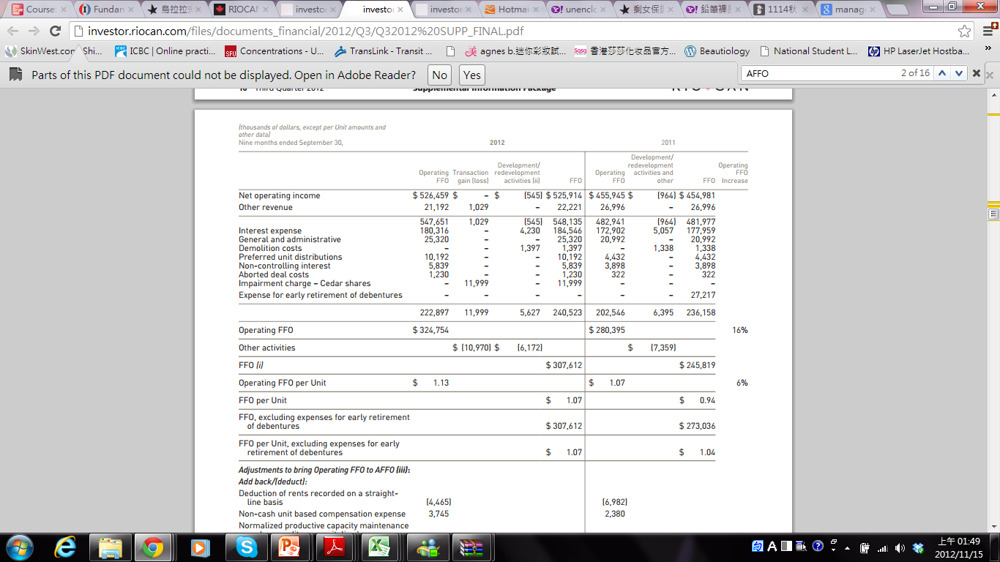 Course: Fundan 烏拉拉 RIOCAN investo investo investo Hotmai unenclo 剩女保 鉛筆褲 1114秋 manag
investor.riocan.com/files/documents_financial/2012/Q3/Q32012%20SUPP_FINAL.pdf
SkinWest.com Shi... ICBC | Online practi... SFU Concentrations - U... TransLink - Transit ... agnes b.迷你彩妝試... Sasa 香港莎莎化妆品官方... Beautiology National Student L... HP LaserJet Hostba... »
Parts of this PDF document could not be displayed. Open in Adobe Reader? No Yes AFFO 2 of 16
Third Quarter 2012 Supplemental Information Package RIO CAN
(thousands of dollars, except per Unit amounts and
other data)
Nine months ended September 30, 2012 2011
Development/
Development/ redevelopment Operating
Operating Transaction redevelopment Operating activities and FFO
FFO gain (loss) activities (ii) FFO FFO other FFO Increase
Net operating income $ 526,459 $ – $ (545) $ 525,914 $ 455,945 $ (964) $ 454,981
Other revenue 21,192 1,029 – 22,221 26,996 – 26,996
547,651 1,029 (545) 548,135 482,941 (964) 481,977
Interest expense 180,316 – 4,230 184,546 172,902 5,057 177,959
General and administrative 25,320 – – 25,320 20,992 – 20,992
Demolition costs – – 1,397 1,397 – 1,338 1,338
Preferred unit distributions 10,192 – – 10,192 4,432 – 4,432
Non-controlling interest 5,839 – – 5,839 3,898 – 3,898
Aborted deal costs 1,230 – – 1,230 322 – 322
Impairment charge – Cedar shares – 11,999 – 11,999 – – –
Expense for early retirement of debentures – – – – – – 27,217
222,897 11,999 5,627 240,523 202,546 6,395 236,158
Operating FFO $ 324,754 $ 280,395 16%
Other activities $ (10,970) $ (6,172) $ (7,359)
FFO (i) $ 307,612 $ 245,819
Operating FFO per Unit $ 1.13 $ 1.07 6%
FFO per Unit $ 1.07 $ 0.94
FFO, excluding expenses for early retirement
of debentures $ 307,612 $ 273,036
FFO per Unit, excluding expenses for early
retirement of debentures $ 1.07 $ 1.04
Adjustments to bring Operating FFO to AFFO (iii):
Add back/(deduct):
Deduction of rents recorded on a straight-
line basis (4,465) (6,982)
Non-cash unit based compensation expense 3,745 2,380
Normalized productive capacity maintenance
A 上午 01:49
2012/11/15